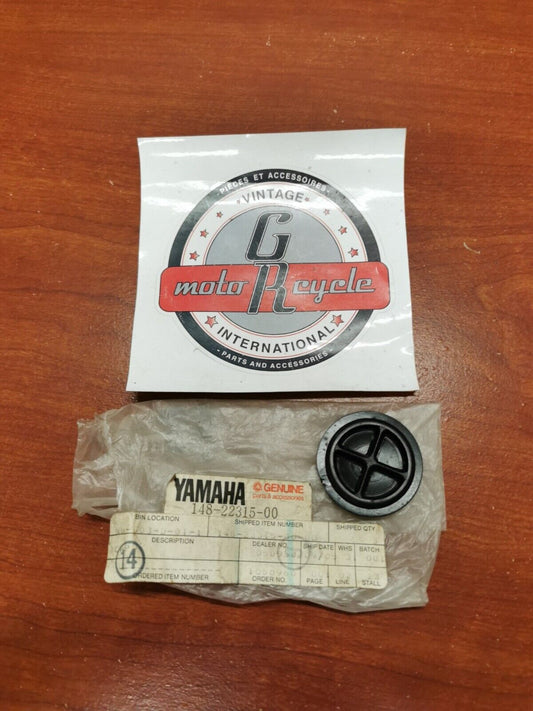 PIÈCES ET ACCESSOIRES
VINTAGE
GR
moto Rcycle
INTERNATIONAL
PARTS AND ACCESSORIES
YAMAHA GENUINE
parts & accessories
148-22315-00
BIN LOCATION SHIPPED ITEM NUMBER SHIPPED QTY
DESCRIPTION DEALER NO. SHIP DATE WHS BATCH
14
ORDERED ITEM NUMBER ORDER NO. PAGE LINE STALL